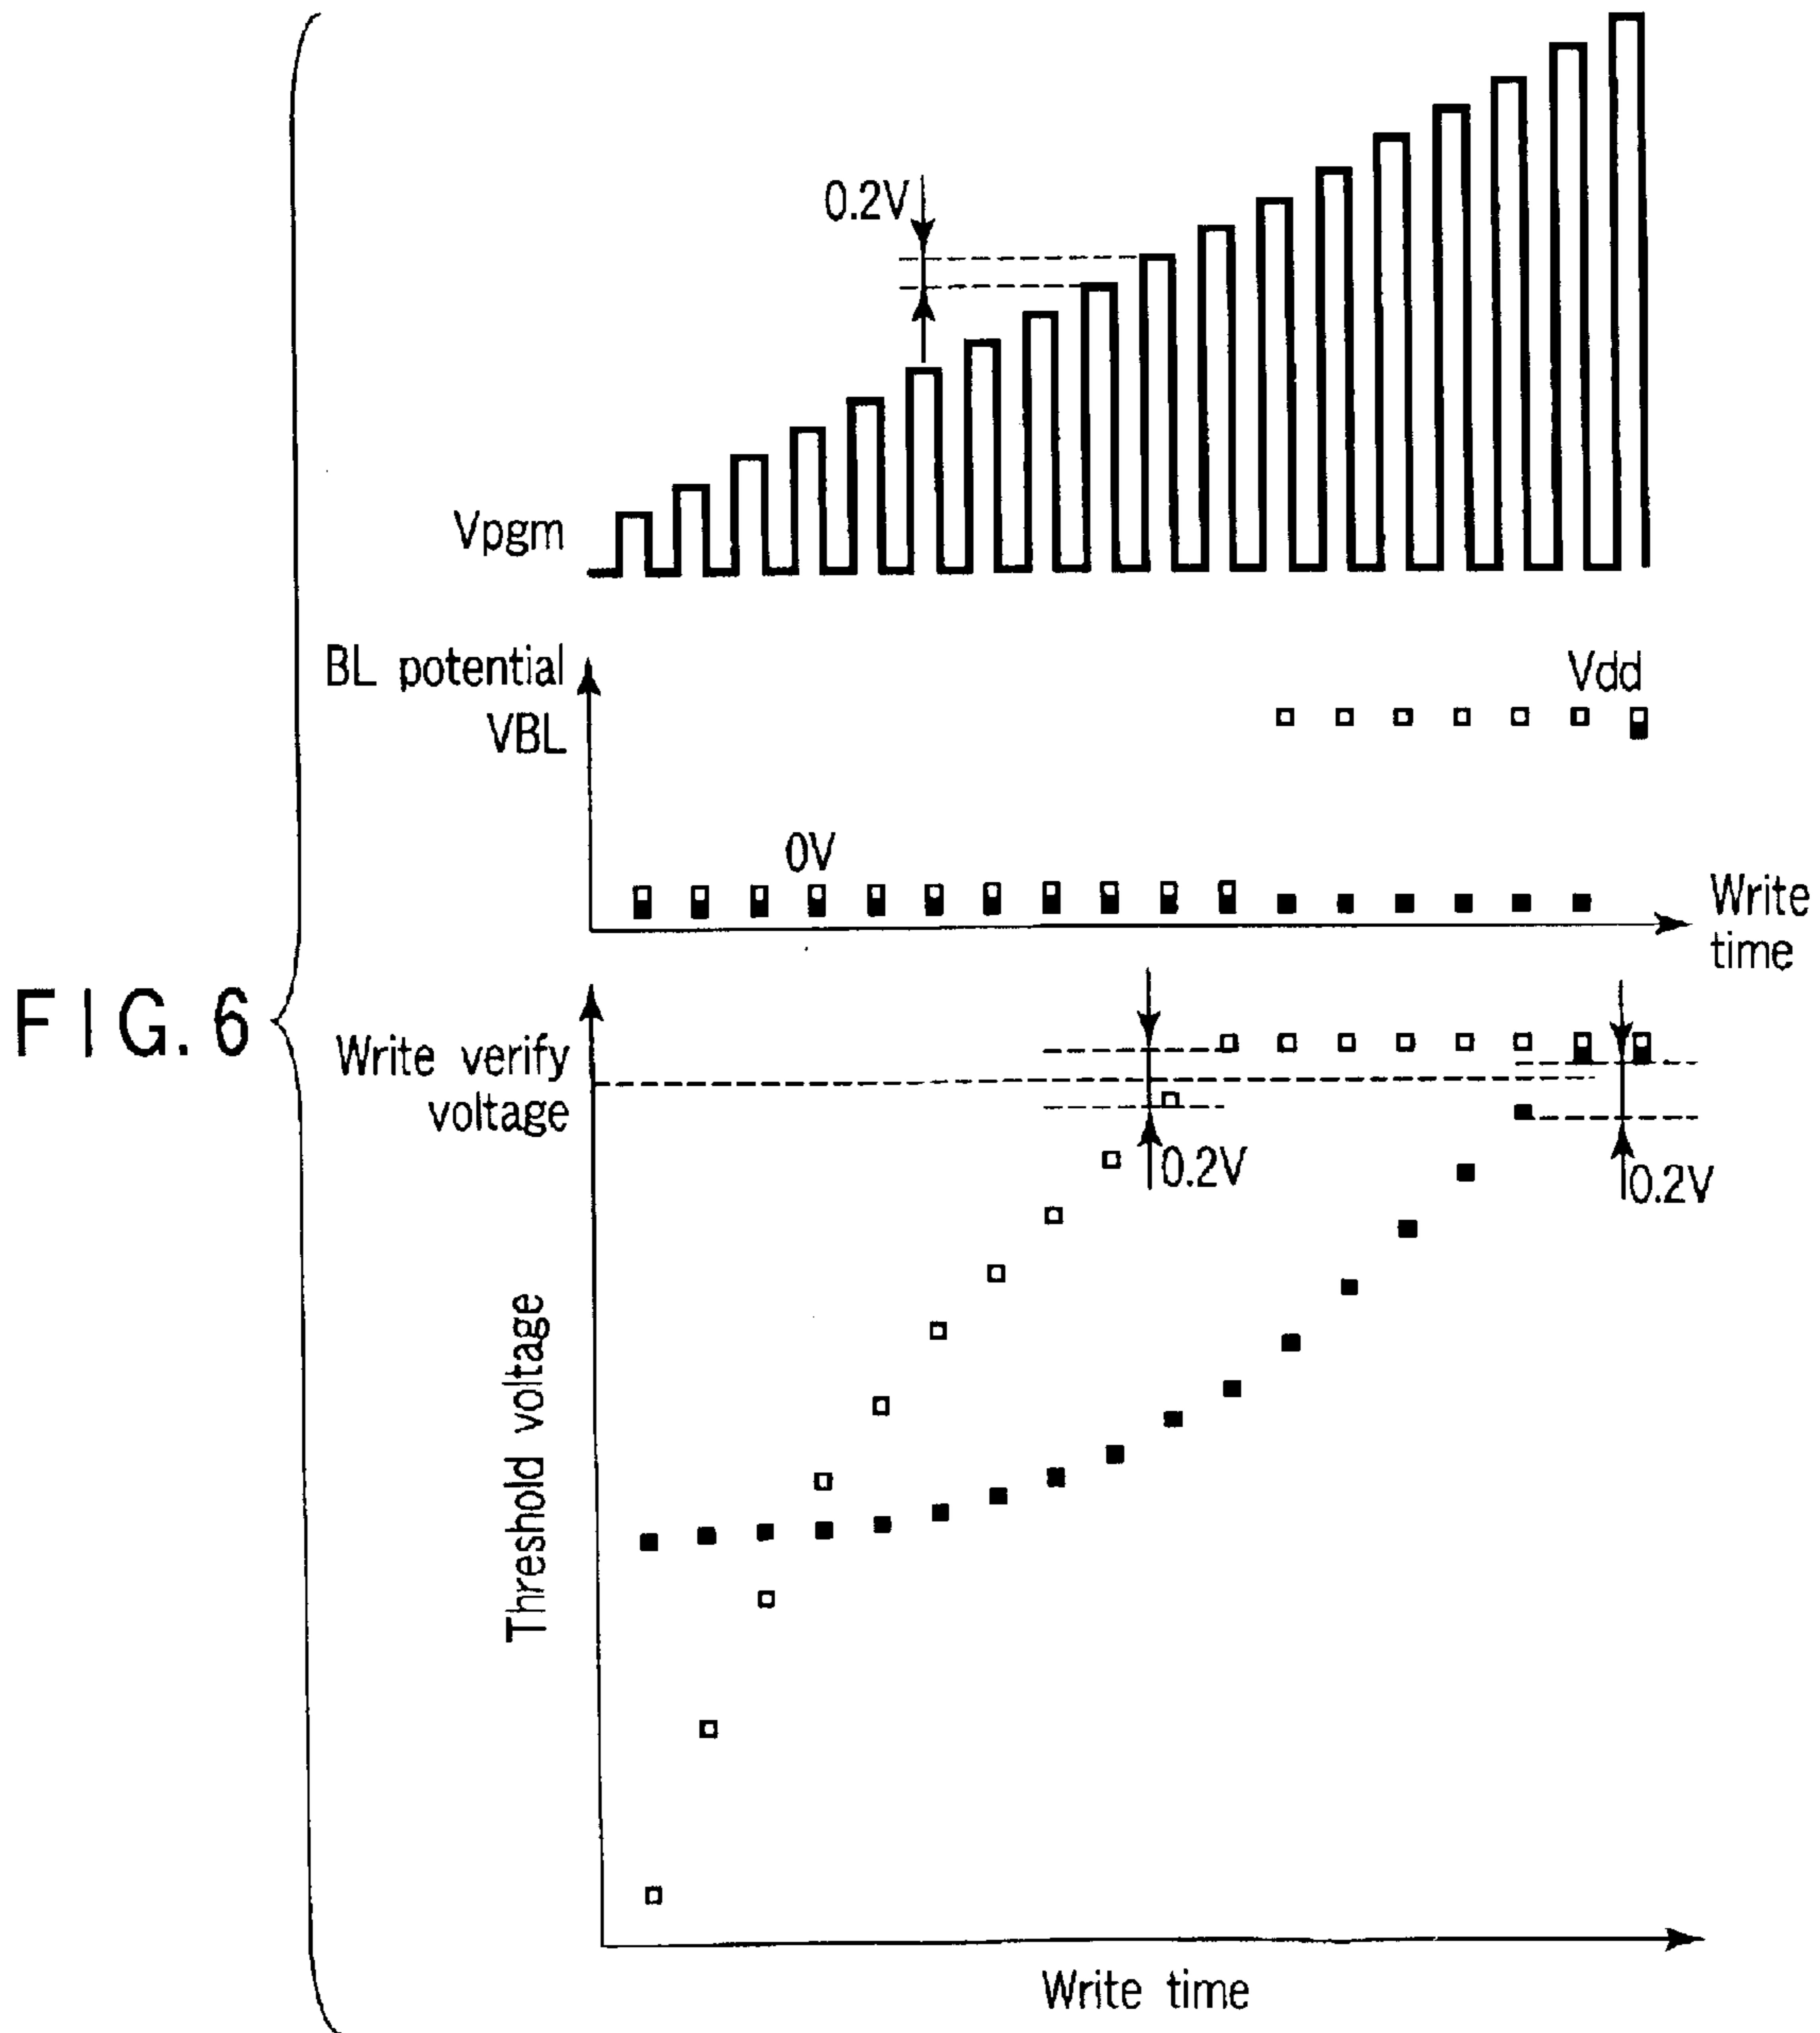 0.2V
Vpgm
BL potential
VBL
Vdd
0V
Write
time
FIG. 6
Write verify
voltage
0.2V
0.2V
Threshold voltage
Write time